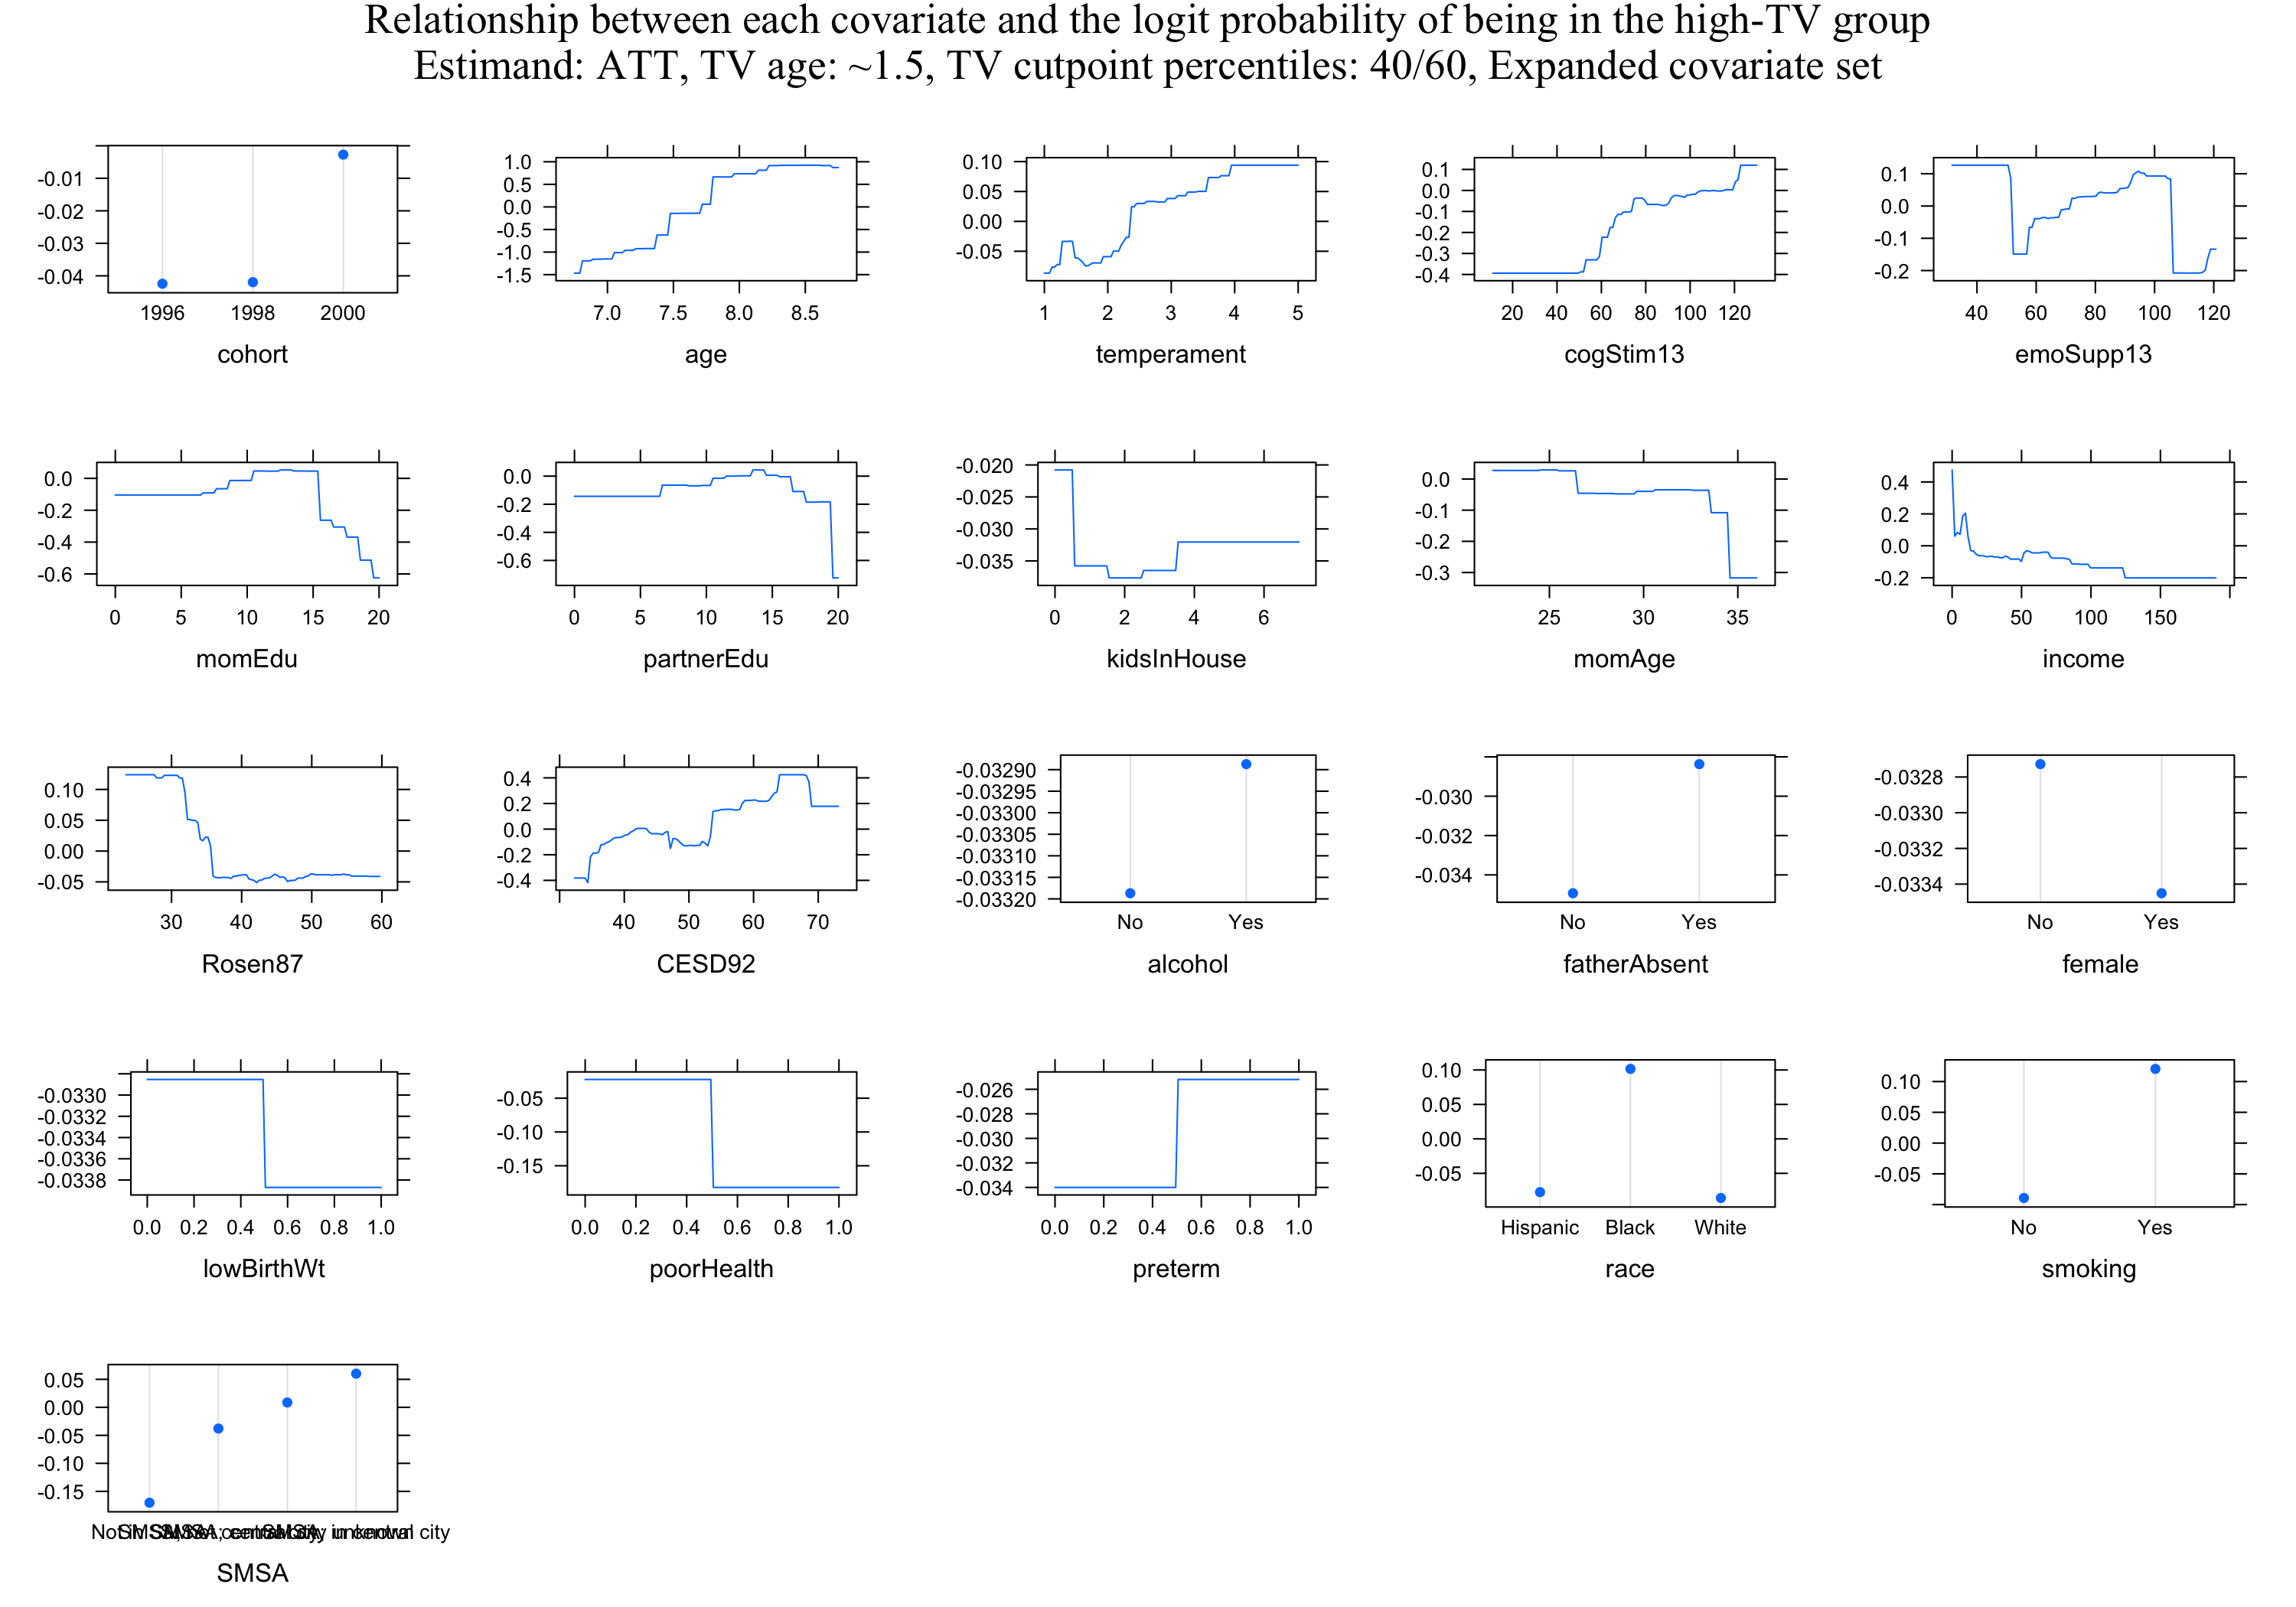 Relationship between each covariate and the logit probability of being in the high-TV group
Estimand: ATT, TV age: ~1.5, TV cutpoint percentiles: 40/60, Expanded covariate set
-0.01
-0.02
-0.03
-0.04
1996 1998 2000
cohort
1.0
0.5
0.0
-0.5
-1.0
-1.5
7.0 7.5 8.0 8.5
age
0.10
0.05
0.00
-0.05
1 2 3 4 5
temperament
0.1
0.0
-0.1
-0.2
-0.3
-0.4
20 40 60 80 100 120
cogStim13
0.1
0.0
-0.1
-0.2
40 60 80 100 120
emoSupp13
0.0
-0.2
-0.4
-0.6
0 5 10 15 20
momEdu
0.0
-0.2
-0.4
-0.6
0 5 10 15 20
partnerEdu
-0.020
-0.025
-0.030
-0.035
0 2 4 6
kidsInHouse
0.0
-0.1
-0.2
-0.3
25 30 35
momAge
0.4
0.2
0.0
-0.2
0 50 100 150
income
0.10
0.05
0.00
-0.05
30 40 50 60
Rosen87
0.4
0.2
0.0
-0.2
-0.4
40 50 60 70
CESD92
-0.03290
-0.03295
-0.03300
-0.03305
-0.03310
-0.03315
-0.03320
No Yes
alcohol
-0.030
-0.032
-0.034
No Yes
fatherAbsent
-0.0328
-0.0330
-0.0332
-0.0334
No Yes
female
-0.0330
-0.0332
-0.0334
-0.0336
-0.0338
0.0 0.2 0.4 0.6 0.8 1.0
lowBirthWt
-0.05
-0.10
-0.15
0.0 0.2 0.4 0.6 0.8 1.0
poorHealth
-0.026
-0.028
-0.030
-0.032
-0.034
0.0 0.2 0.4 0.6 0.8 1.0
preterm
0.10
0.05
0.00
-0.05
Hispanic Black White
race
0.10
0.05
0.00
-0.05
No Yes
smoking
0.05
0.00
-0.05
-0.10
-0.15
SMSA